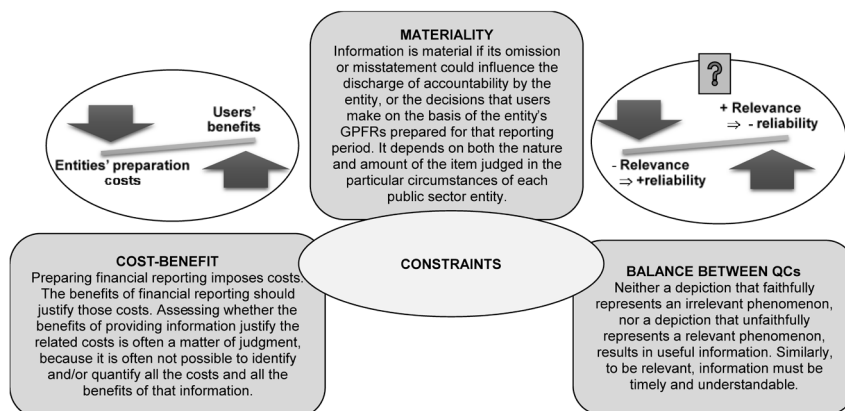 MATERIALITY
Information is material if its omission
or misstatement could influence the
discharge of accountability by the
entity, or the decisions that users
make on the basis of the entity's
GPFRs prepared for that reporting
period. It depends on both the nature
and amount of the item judged in the
particular circumstances of each
public sector entity.
Users'
benefits
Entities' preparation
costs
?
+ Relevance
⇒ - reliability
- Relevance
⇒ +reliability
CONSTRAINTS
COST-BENEFIT
Preparing financial reporting imposes costs.
The benefits of financial reporting should
justify those costs. Assessing whether the
benefits of providing information justify the
related costs is often a matter of judgment,
because it is often not possible to identify
and/or quantify all the costs and all the
benefits of that information.
BALANCE BETWEEN QCs
Neither a depiction that faithfully
represents an irrelevant phenomenon,
nor a depiction that unfaithfully
represents a relevant phenomenon,
results in useful information. Similarly,
to be relevant, information must be
timely and understandable.